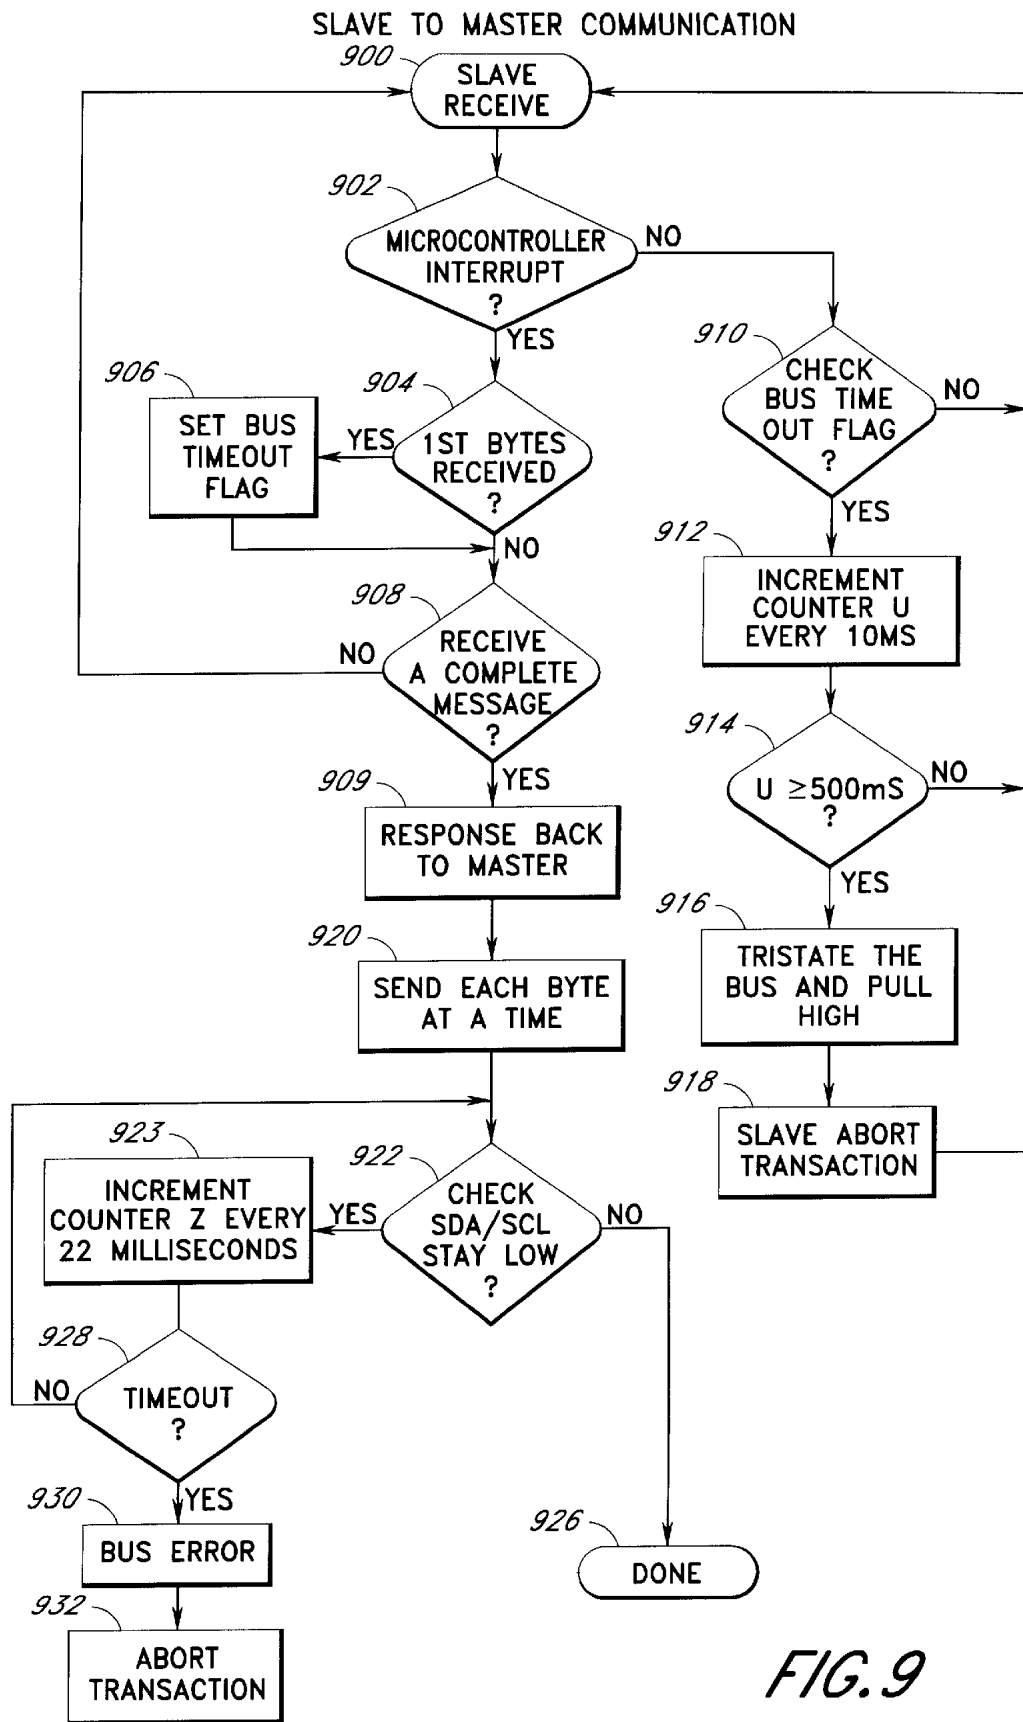 SLAVE TO MASTER COMMUNICATION
900
SLAVE
RECEIVE
902
MICROCONTROLLER
INTERRUPT
?
NO
YES
906
SET BUS
TIMEOUT
FLAG
904
YES
1ST BYTES
RECEIVED
?
NO
908
NO
RECEIVE
A COMPLETE
MESSAGE
?
YES
909
RESPONSE BACK
TO MASTER
920
SEND EACH BYTE
AT A TIME
910
CHECK
BUS TIME
OUT FLAG
?
NO
YES
912
INCREMENT
COUNTER U
EVERY 10MS
914
U ≥500mS
?
NO
YES
916
TRISTATE THE
BUS AND PULL
HIGH
918
SLAVE ABORT
TRANSACTION
922
CHECK
SDA/SCL
STAY LOW
?
YES
NO
923
INCREMENT
COUNTER Z EVERY
22 MILLISECONDS
928
NO
TIMEOUT
?
YES
930
BUS ERROR
932
ABORT
TRANSACTION
926
DONE
FIG. 9